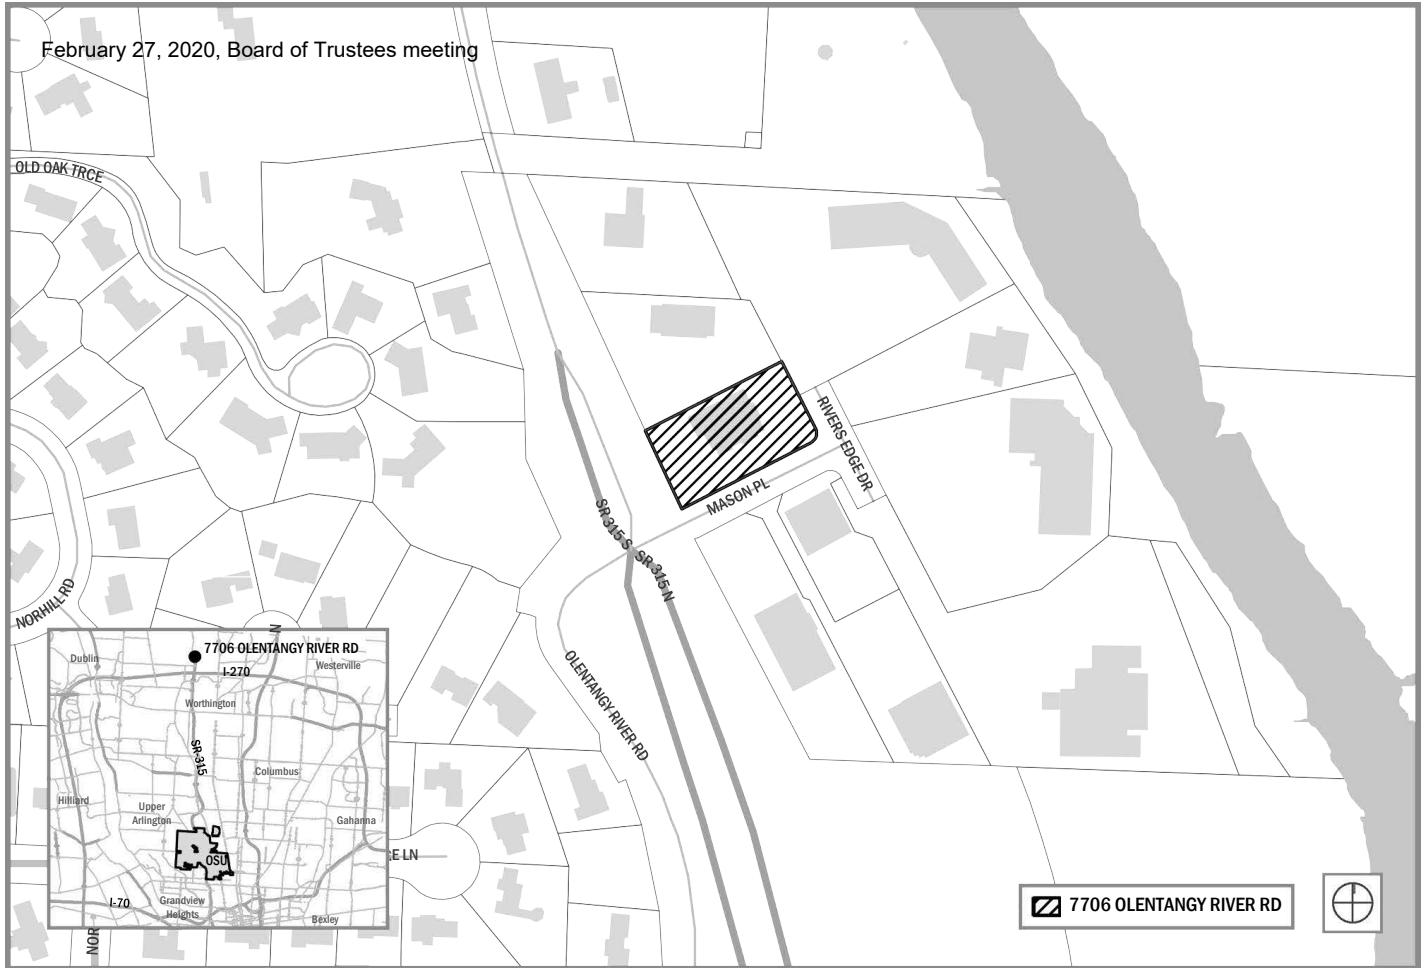 February 27, 2020, Board of Trustees meeting
OLD OAK TRCE
RIVERS EDGE DR
MASON PL
SR 315 S
SR 315 N
NORHILL RD
OLENTANGY RIVER RD
N
7706 OLENTANGY RIVER RD
Dublin
Westerville
I-270
Worthington
SR-315
Columbus
Hilliard
Upper
Arlington
Gahanna
OSU
I-70
Grandview
Heights
Bexley
E LN
NOR
7706 OLENTANGY RIVER RD